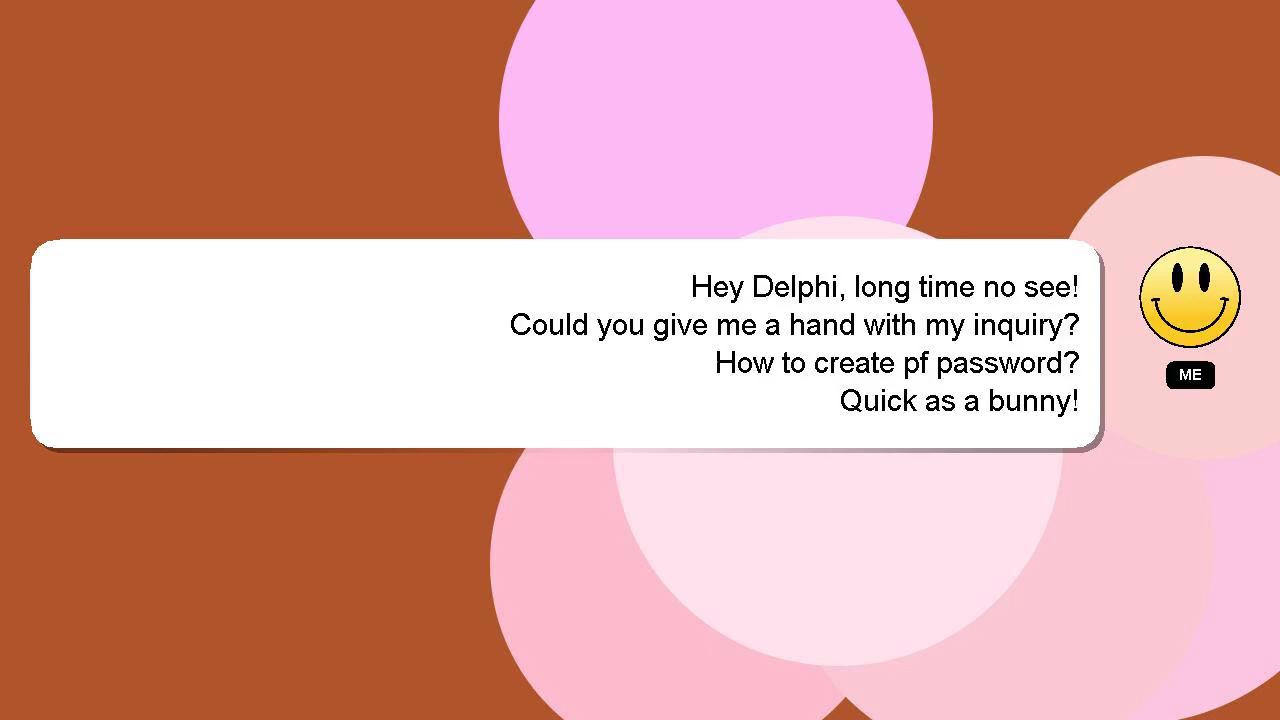 Hey Delphi, long time no see!
Could you give me a hand with my inquiry?
How to create pf password?
Quick as a bunny!
ME